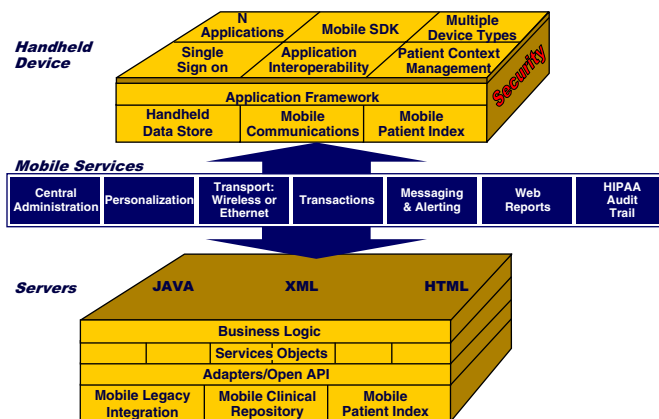 N
Applications
Mobile SDK
Multiple
Device Types
Handheld
Device
Single
Sign on
Application
Interoperability
Patient Context
Management
Security
Application Framework
Handheld
Data Store
Mobile
Communications
Mobile
Patient Index
Mobile Services
Central
Administration
Personalization
Transport:
Wireless or
Ethernet
Transactions
Messaging
& Alerting
Web
Reports
HIPAA
Audit
Trail
Servers
JAVA
XML
HTML
Business Logic
Services Objects
Adapters/Open API
Mobile Legacy
Integration
Mobile Clinical
Repository
Mobile
Patient Index